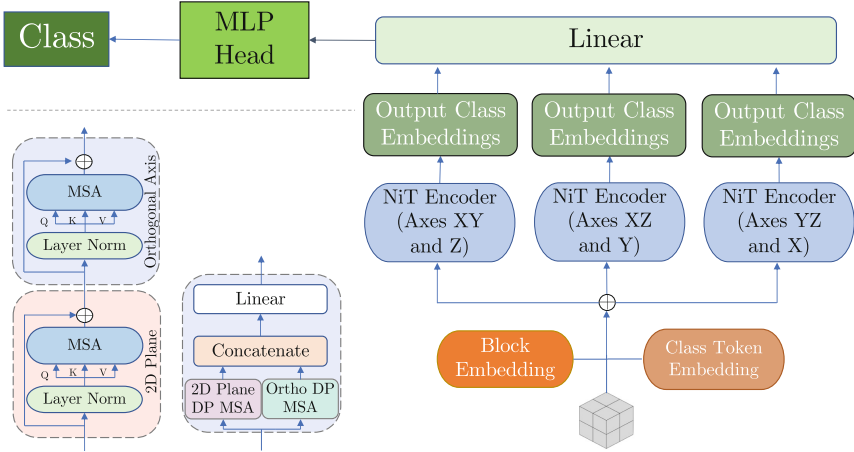 Class
MLP
Head
Linear
Output Class
Embeddings
Output Class
Embeddings
Output Class
Embeddings
NiT Encoder
(Axes XY
and Z)
NiT Encoder
(Axes XZ
and Y)
NiT Encoder
(Axes YZ
and X)
Block
Embedding
Class Token
Embedding
MSA
Q K V
Layer Norm
Orthogonal Axis
MSA
Q K V
Layer Norm
2D Plane
Linear
Concatenate
2D Plane
DP MSA
Ortho DP
MSA